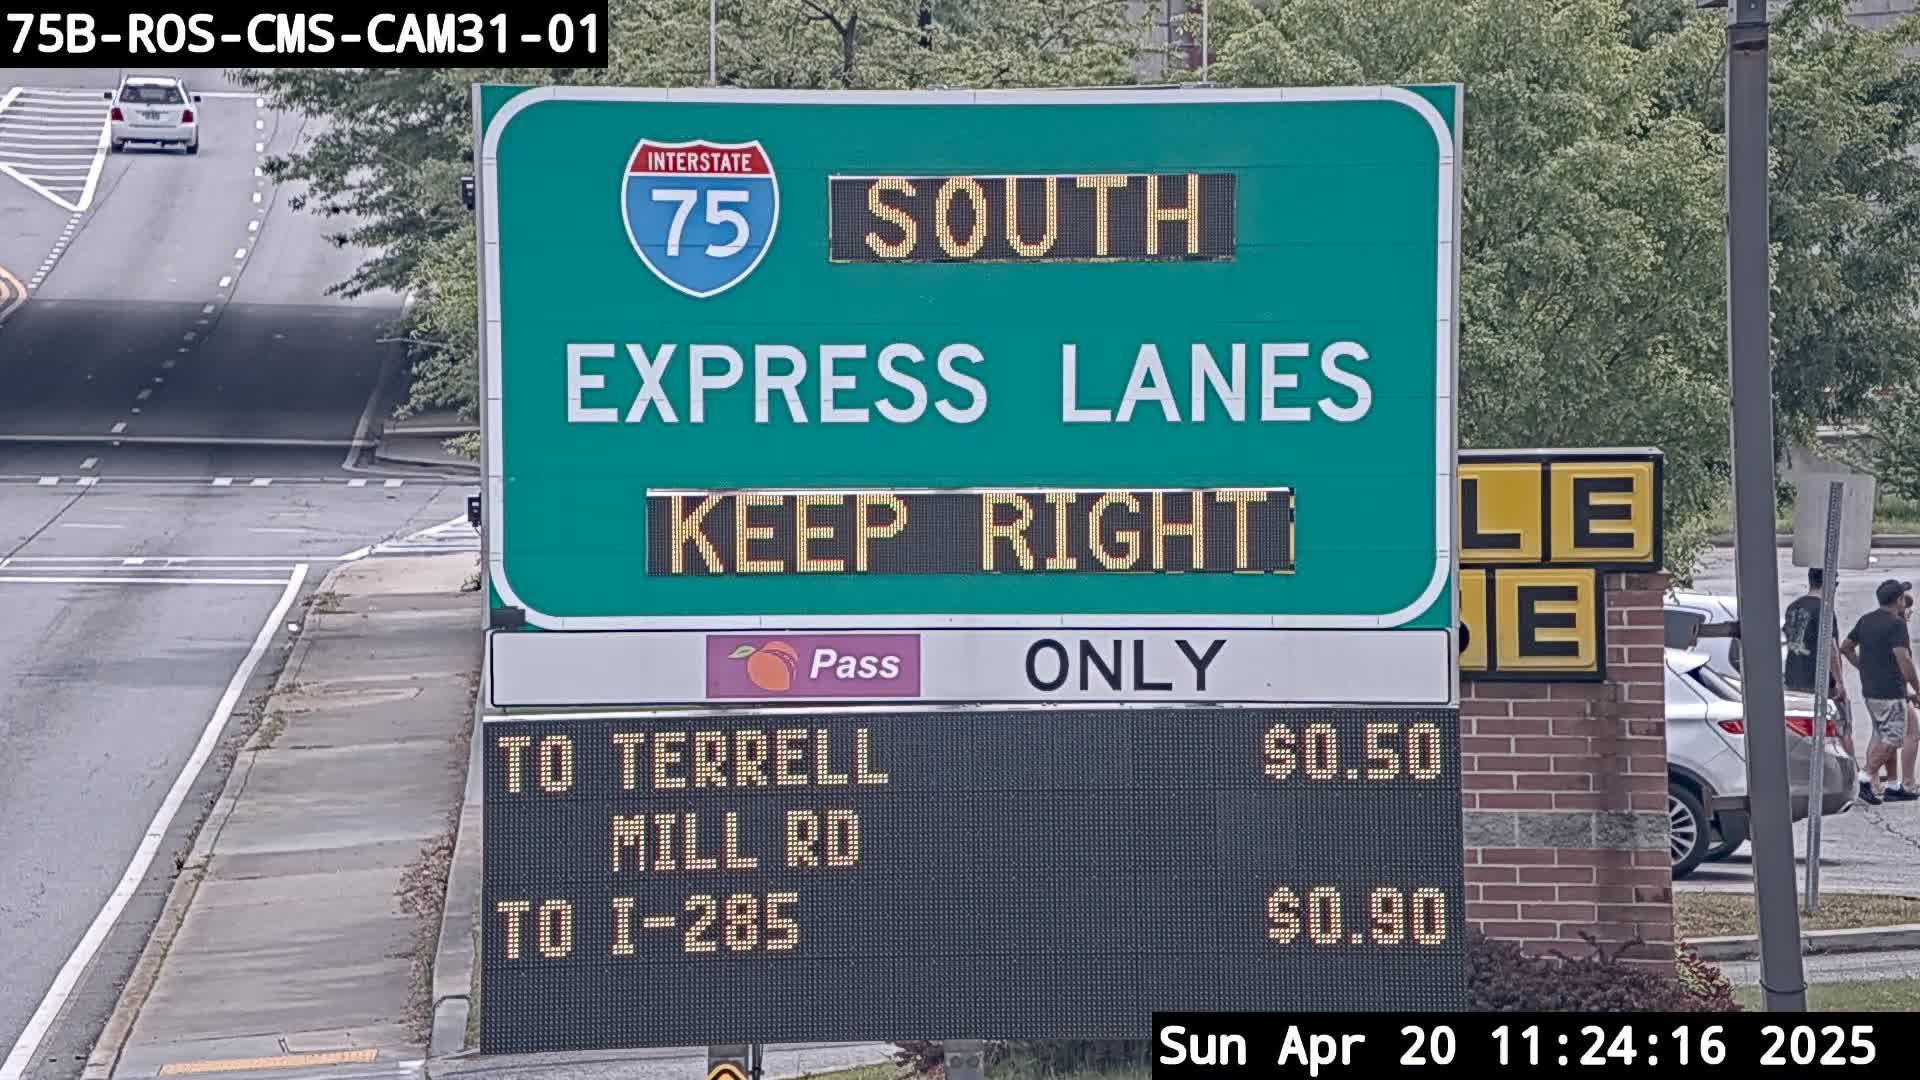 75B-ROS-CMS-CAM31-01
INTERSTATE
75
SOUTH
EXPRESS LANES
KEEP RIGHT
Pass ONLY
TO TERRELL $0.50
MILL RD
TO I-285 $0.90
LE
E
Sun Apr 20 11:24:16 2025